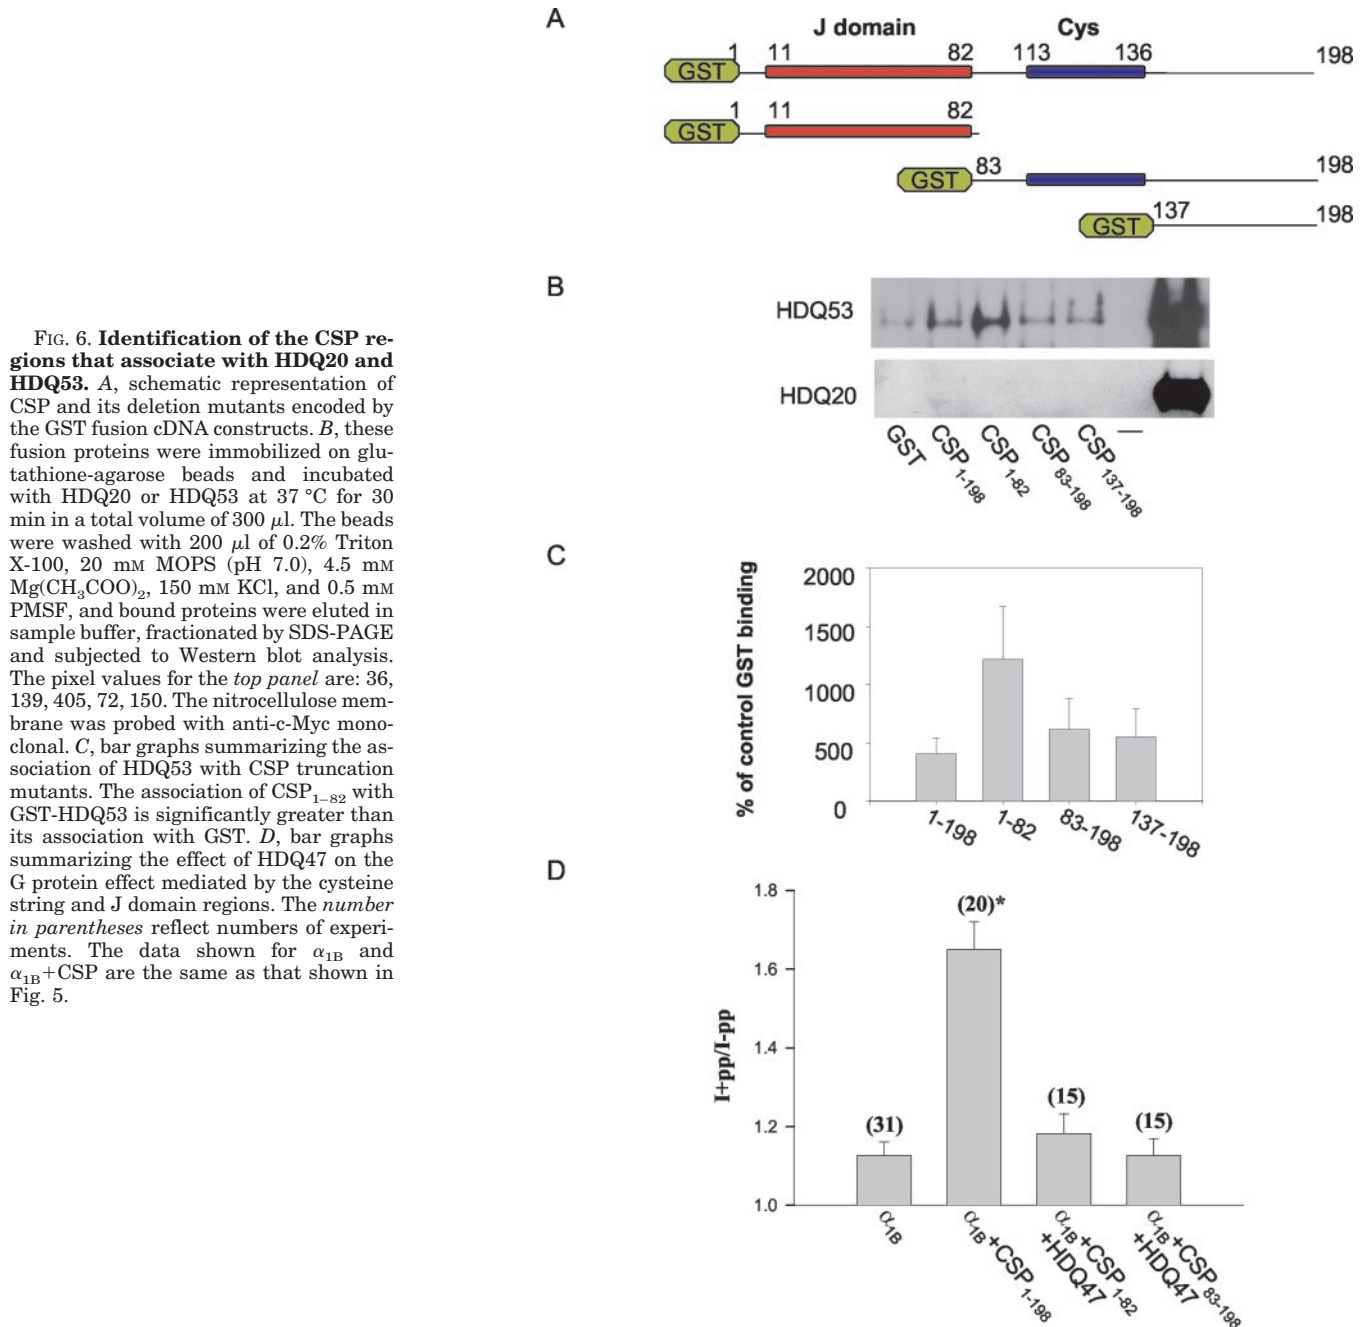 FIG. 6. Identification of the CSP re-
gions that associate with HDQ20 and
HDQ53. A, schematic representation of
CSP and its deletion mutants encoded by
the GST fusion cDNA constructs. B, these
fusion proteins were immobilized on glu-
tathione-agarose beads and incubated
with HDQ20 or HDQ53 at 37 °C for 30
min in a total volume of 300 μl. The beads
were washed with 200 μl of 0.2% Triton
X-100, 20 mM MOPS (pH 7.0), 4.5 mM
Mg(CH₃COO)₂, 150 mM KCl, and 0.5 mM
PMSF, and bound proteins were eluted in
sample buffer, fractionated by SDS-PAGE
and subjected to Western blot analysis.
The pixel values for the top panel are: 36,
139, 405, 72, 150. The nitrocellulose mem-
brane was probed with anti-c-Myc mono-
clonal. C, bar graphs summarizing the as-
sociation of HDQ53 with CSP truncation
mutants. The association of CSP₁₋₈₂ with
GST-HDQ53 is significantly greater than
its association with GST. D, bar graphs
summarizing the effect of HDQ47 on the
G protein effect mediated by the cysteine
string and J domain regions. The number
in parentheses reflect numbers of experi-
ments. The data shown for α₁B and
α₁B+CSP are the same as that shown in
Fig. 5.
A
J domain Cys
1 11 82 113 136 198
GST
1 11 82
GST
83 198
GST
137 198
GST
B
HDQ53
HDQ20
GST CSP₁₋₁₉₈ CSP₁₋₈₂ CSP₈₃₋₁₉₈ CSP₁₃₇₋₁₉₈ —
C
% of control GST binding
2000
1500
1000
500
0
1-198 1-82 83-198 137-198
D
I+pp/I-pp
1.8
1.6
1.4
1.2
1.0
(31) (20)* (15) (15)
α₁B
α₁B+CSP₁₋₁₉₈
α₁B+CSP₁₋₈₂
+HDQ47
α₁B+CSP₈₃₋₁₉₈
+HDQ47